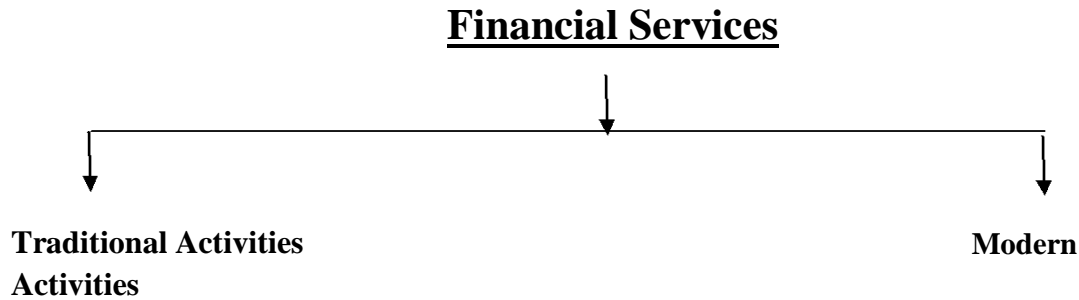 Financial Services
Traditional Activities Modern
Activities